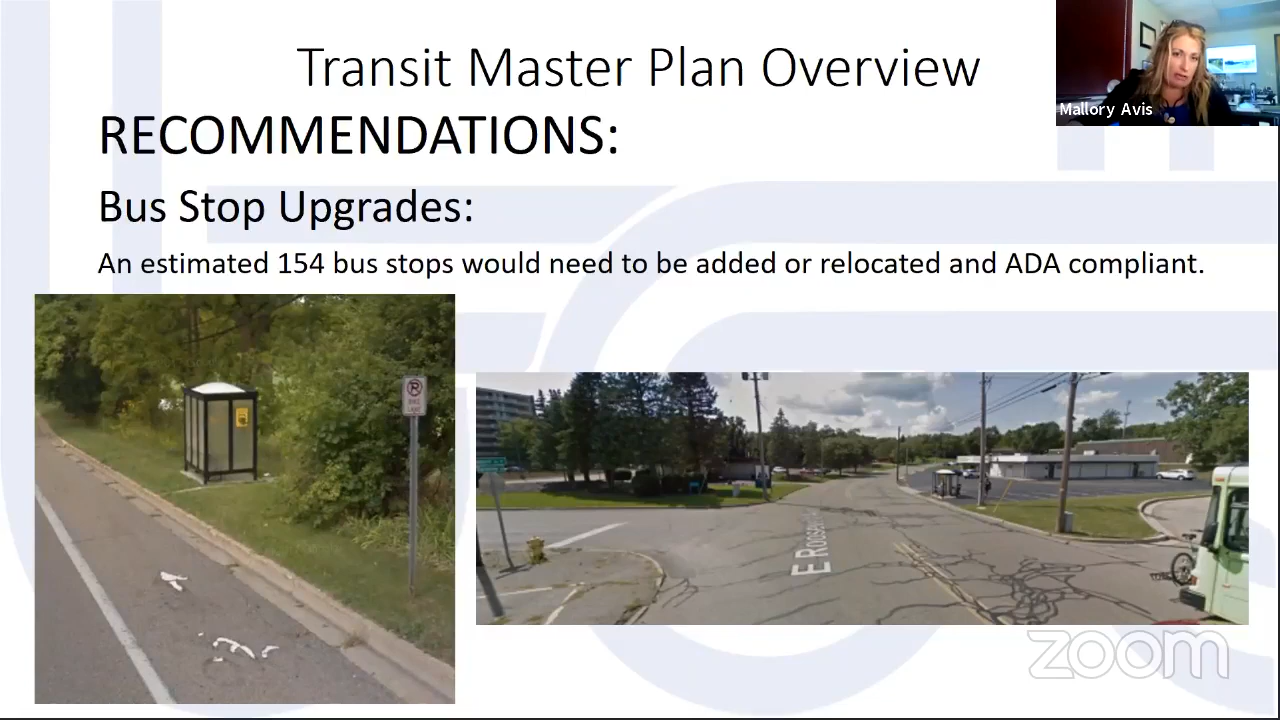 Transit Master Plan Overview
Mallory Avis
RECOMMENDATIONS:
Bus Stop Upgrades:
An estimated 154 bus stops would need to be added or relocated and ADA compliant.
BIKE
LANE
zoom